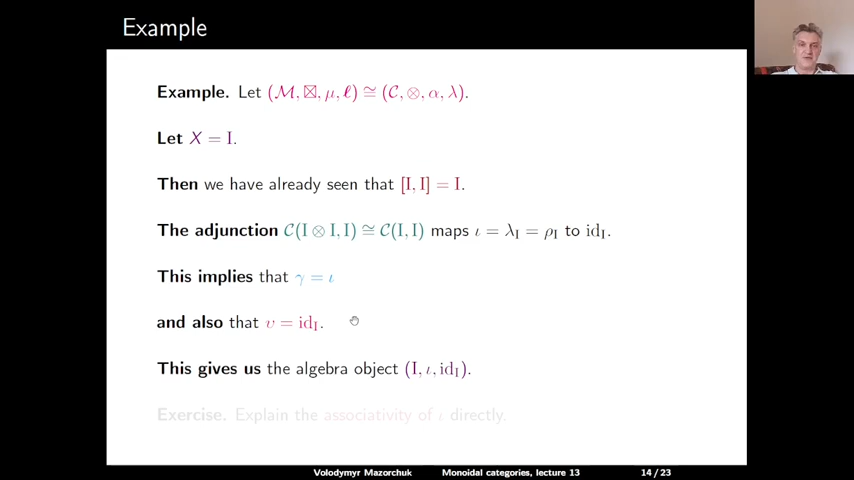 Example
Example. Let (ℳ, ⊠, μ, ℓ) ≅ (𝒞, ⊗, α, λ).
Let X = I.
Then we have already seen that [I, I] = I.
The adjunction 𝒞(I ⊗ I, I) ≅ 𝒞(I, I) maps ι = λ_I = ρ_I to id_I.
This implies that γ = ι
and also that υ = id_I.
This gives us the algebra object (I, ι, id_I).
Exercise. Explain the associativity of ι directly.
Volodymyr Mazorchuk Monoidal categories, lecture 13 14 / 23